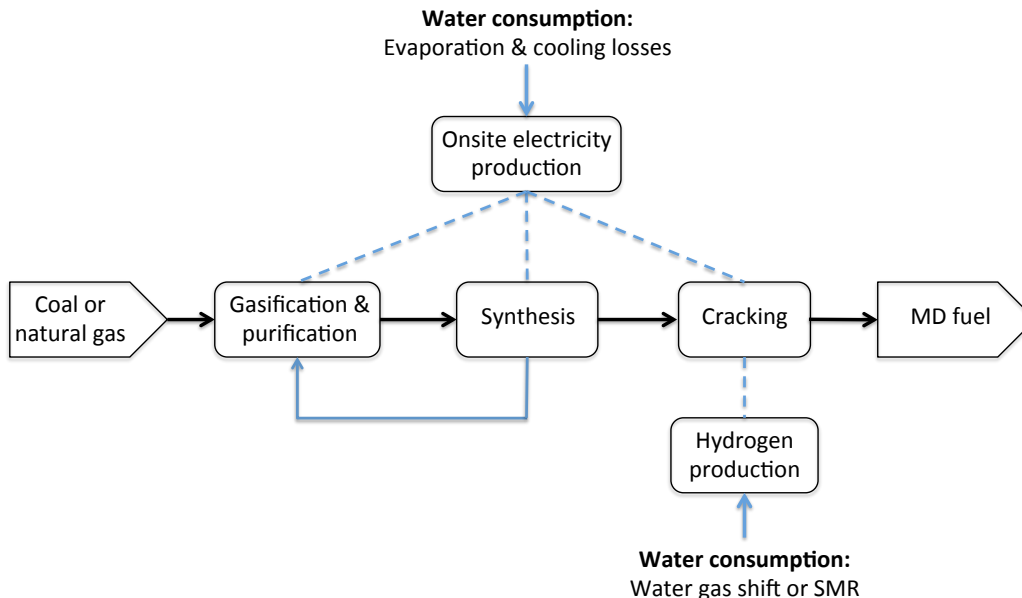 Water consumption:
Evaporation & cooling losses
Onsite electricity
production
Coal or
natural gas
Gasification &
purification
Synthesis
Cracking
MD fuel
Hydrogen
production
Water consumption:
Water gas shift or SMR